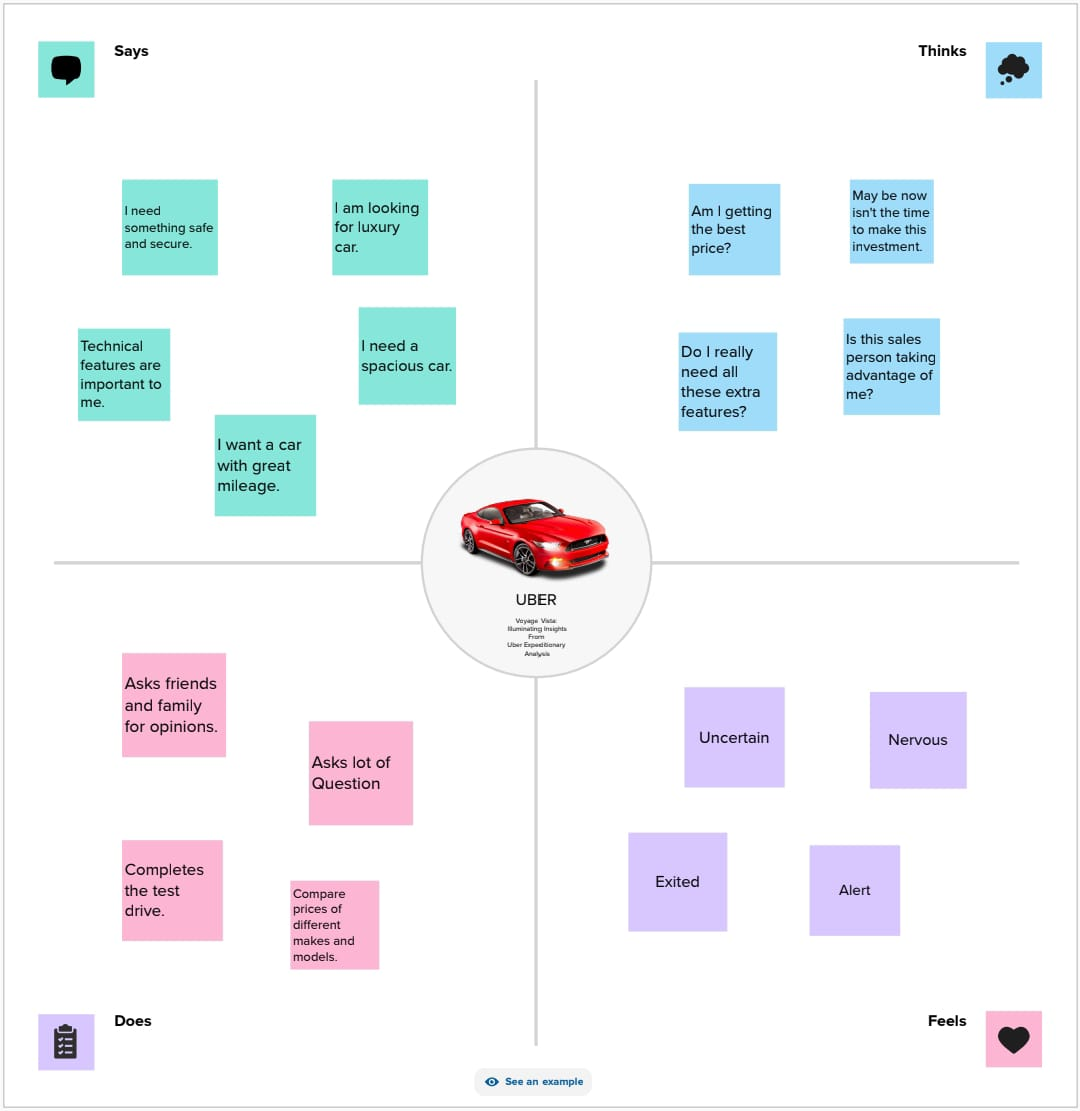 Says
Thinks
I need
something safe
and secure.
I am looking
for luxury
car.
Technical
features are
important to
me.
I need a
spacious car.
I want a car
with great
mileage.
Am I getting
the best
price?
May be now
isn't the time
to make this
investment.
Do I really
need all
these extra
features?
Is this sales
person taking
advantage of
me?
UBER
Voyage Vista:
Illuminating Insights
From
Uber Expeditionary
Analysis
Asks friends
and family
for opinions.
Asks lot of
Question
Completes
the test
drive.
Compare
prices of
different
makes and
models.
Uncertain
Nervous
Exited
Alert
Does
Feels
See an example